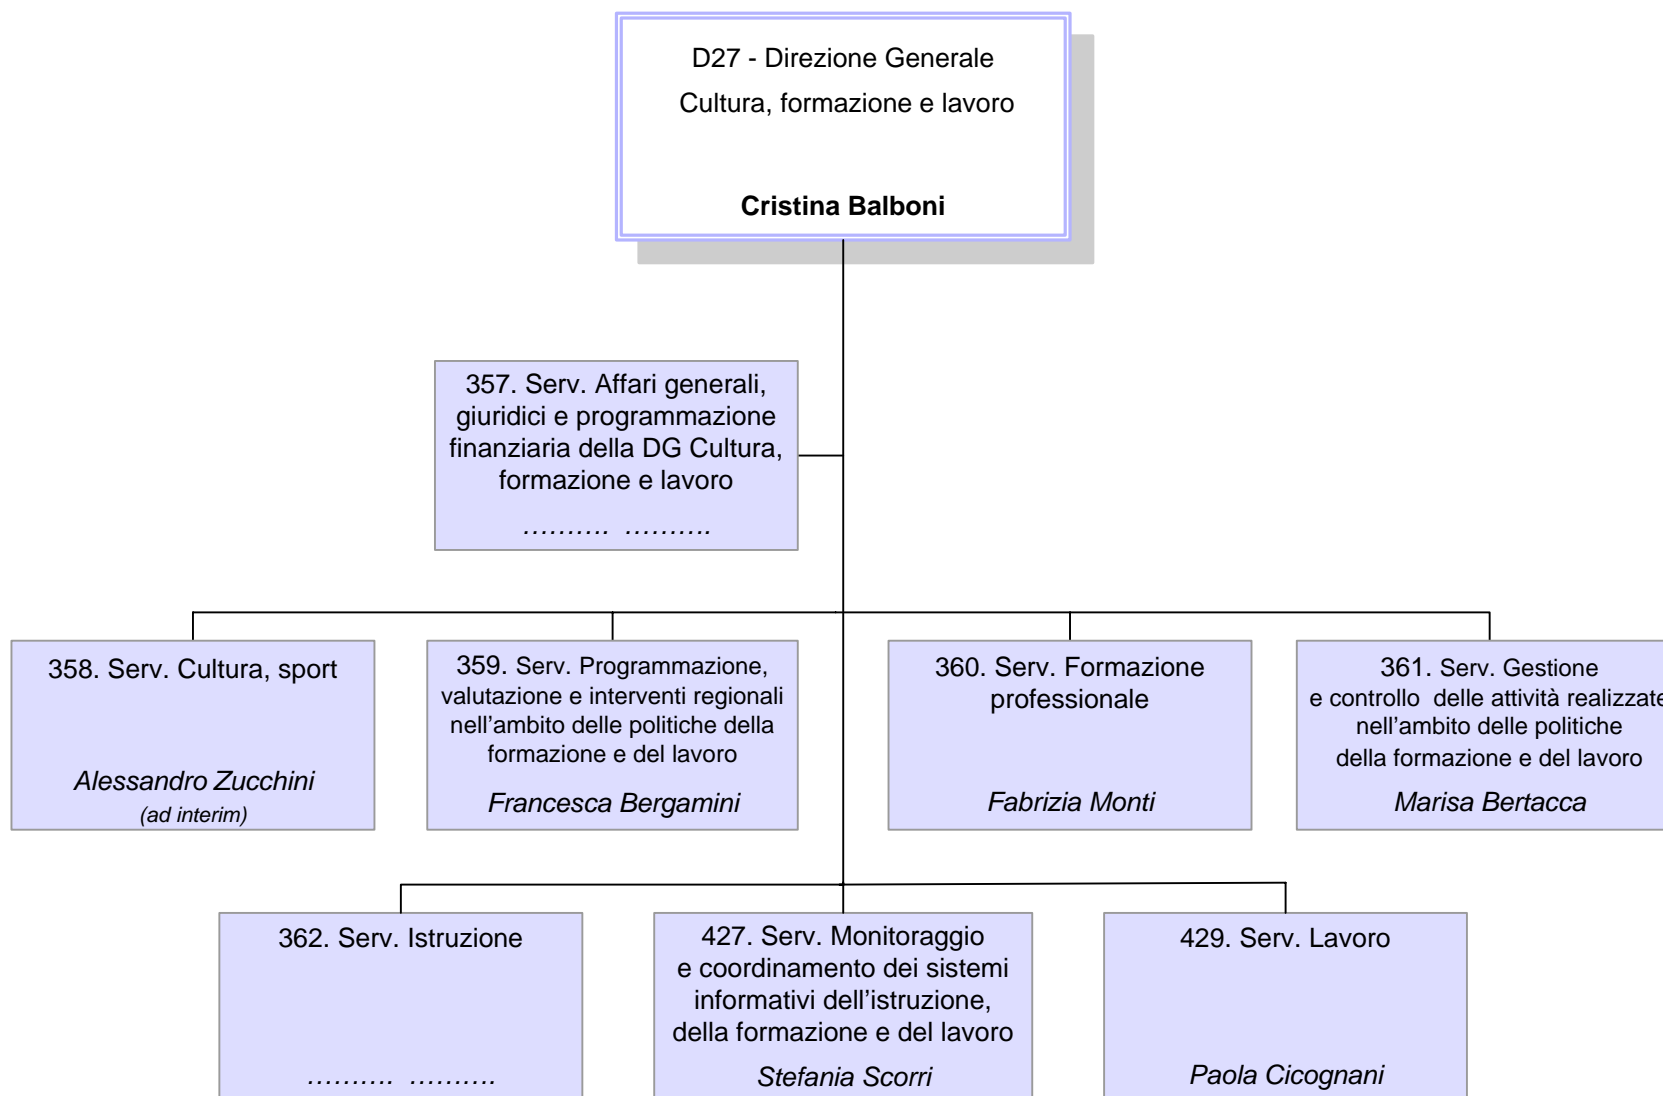 D27 - Direzione Generale
Cultura, formazione e lavoro
Cristina Balboni
357. Serv. Affari generali,
giuridici e programmazione
finanziaria della DG Cultura,
formazione e lavoro
………. ……….
358. Serv. Cultura, sport
Alessandro Zucchini
(ad interim)
359. Serv. Programmazione,
valutazione e interventi regionali
nell’ambito delle politiche della
formazione e del lavoro
Francesca Bergamini
360. Serv. Formazione
professionale
Fabrizia Monti
361. Serv. Gestione
e controllo  delle attività realizzate
nell’ambito delle politiche
della formazione e del lavoro
Marisa Bertacca
362. Serv. Istruzione
………. ……….
427. Serv. Monitoraggio
e coordinamento dei sistemi
informativi dell’istruzione,
della formazione e del lavoro
Stefania Scorri
429. Serv. Lavoro
Paola Cicognani